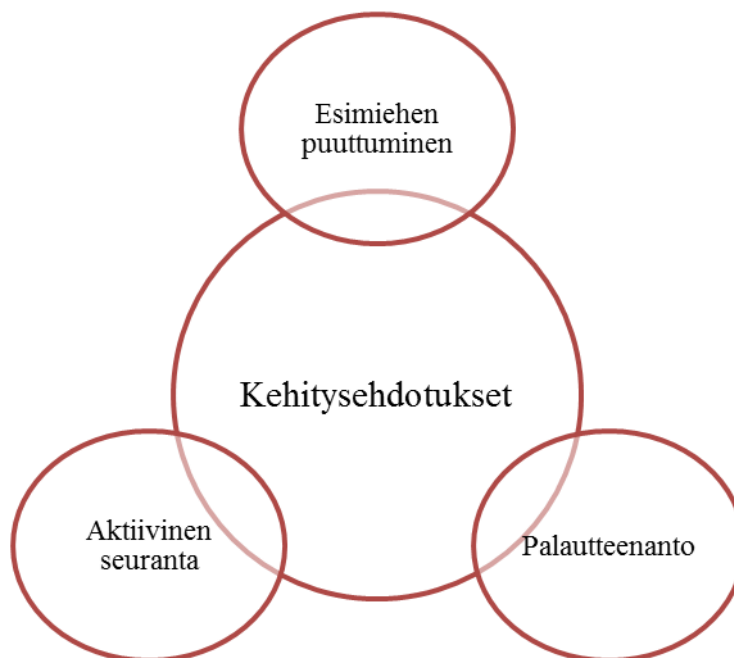 Esimiehen
puuttuminen
Kehitysehdotukset
Aktiivinen
seuranta
Palautteenanto